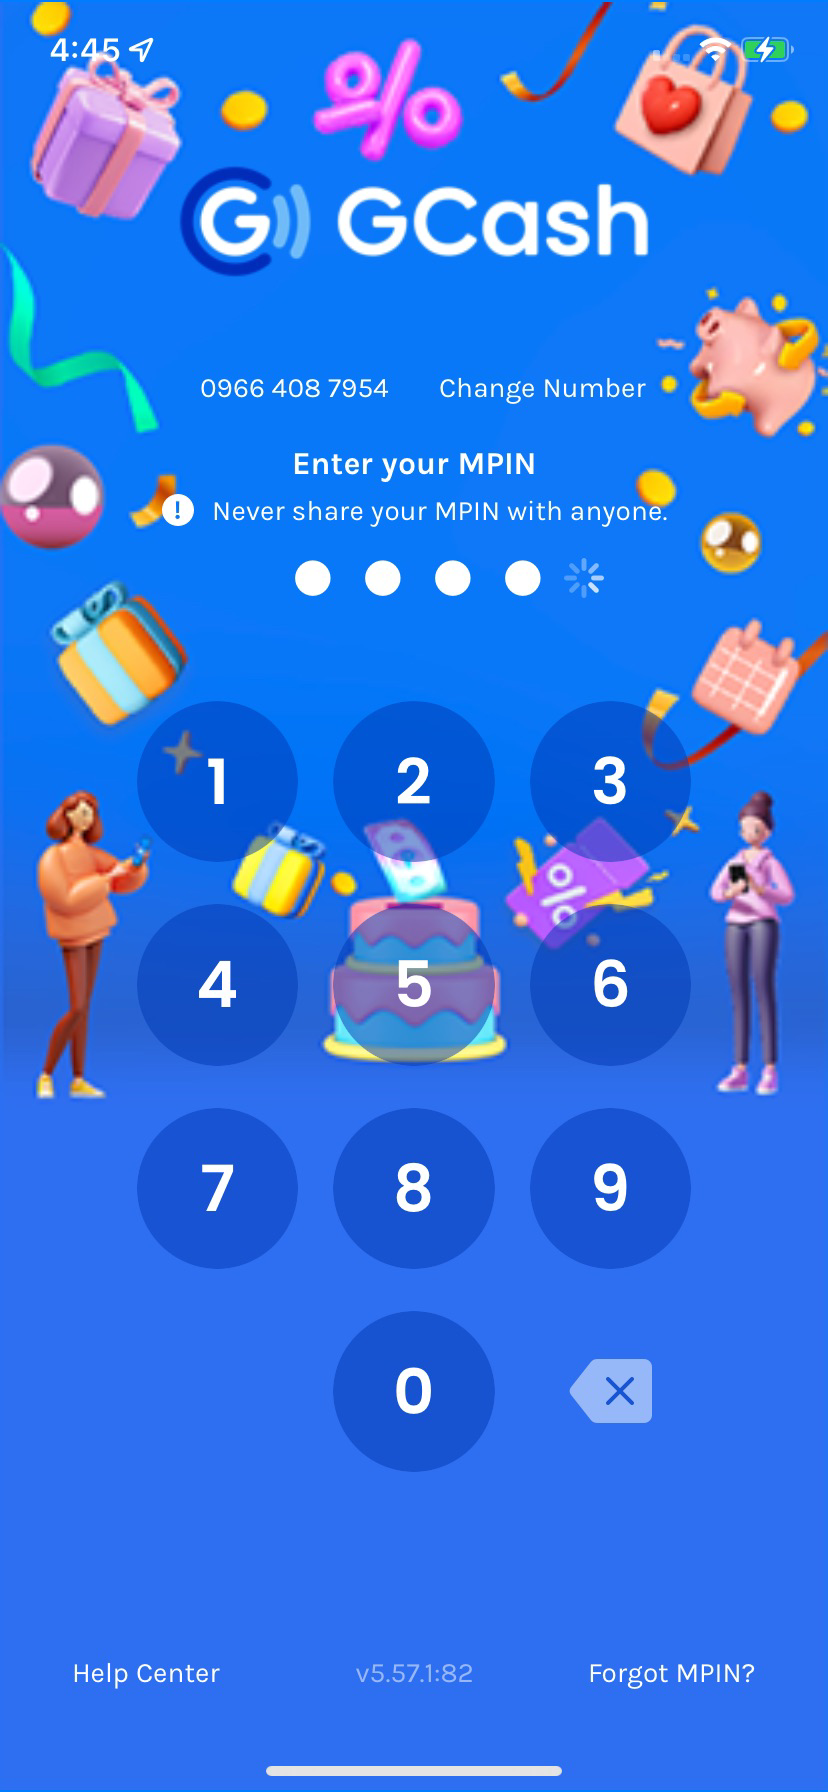 4:45
%
G GCash
0966 408 7954 Change Number
Enter your MPIN
! Never share your MPIN with anyone.
1 2 3
%
4 5 6
7 8 9
0
Help Center v5.57.1:82 Forgot MPIN?